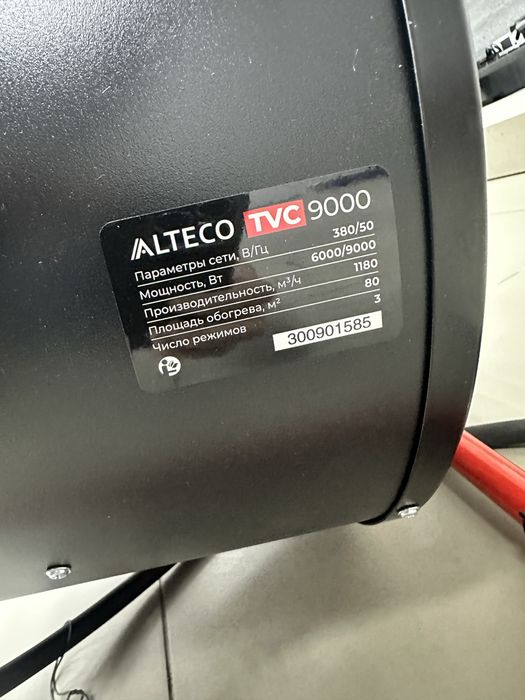 ALTECO TVC 9000
Параметры сети, В/Гц 380/50
Мощность, Вт 6000/9000
Производительность, м³/ч 1180
Площадь обогрева, м² 80
Число режимов 3
300901585